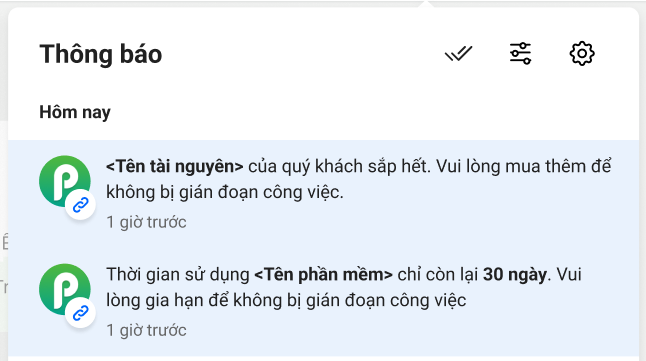 Thông báo
Hôm nay
<Tên tài nguyên> của quý khách sắp hết. Vui lòng mua thêm để
không bị gián đoạn công việc.
1 giờ trước
Thời gian sử dụng <Tên phần mềm> chỉ còn lại 30 ngày. Vui
lòng gia hạn để không bị gián đoạn công việc
1 giờ trước